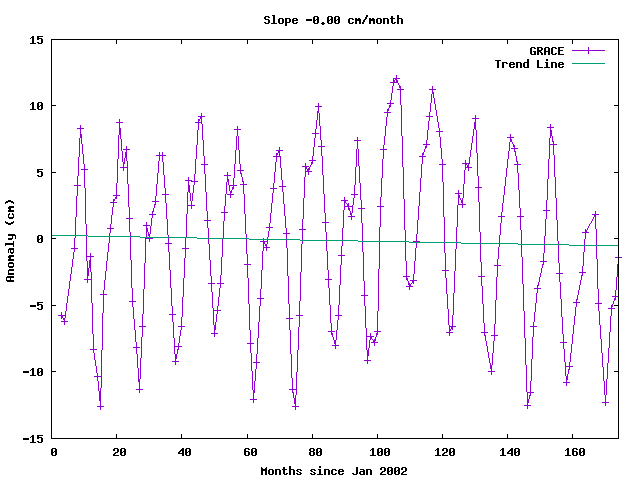 Slope -0.00 cm/month
GRACE
Trend Line
Anomaly (cm)
15
10
5
0
-5
-10
-15
0 20 40 60 80 100 120 140 160
Months since Jan 2002